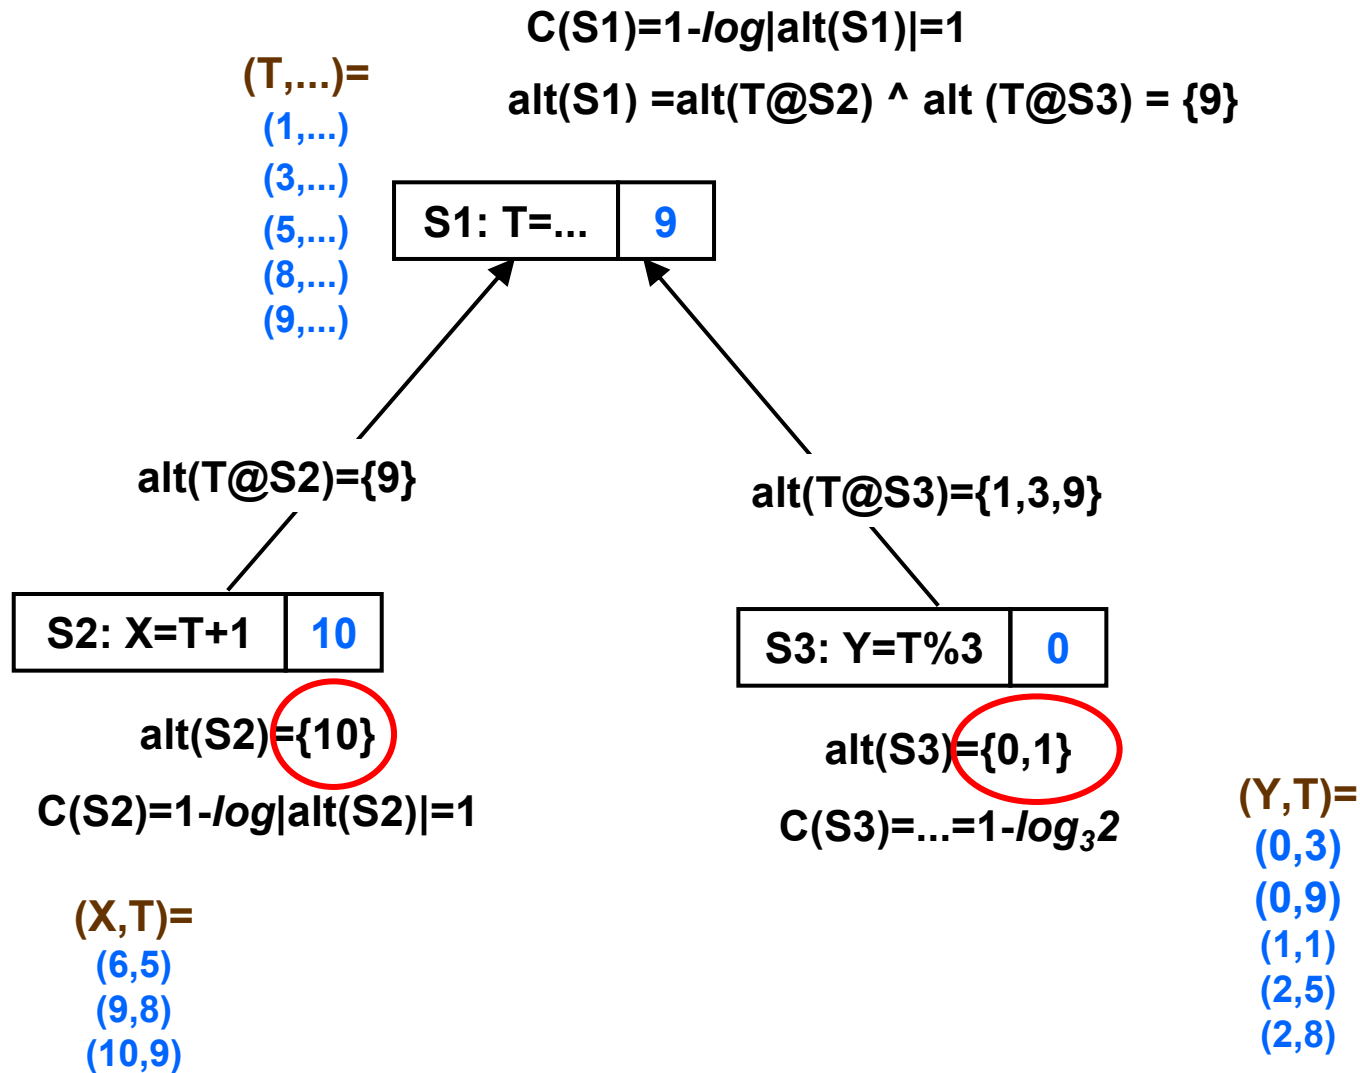 C(S1)=1-log|alt(S1)|=1
(T,...)=
alt(S1) =alt(T@S2) ^ alt (T@S3) = {9}
(1,...)
(3,...)
(5,...)
(8,...)
(9,...)
S1: T=... 9
alt(T@S2)={9}
alt(T@S3)={1,3,9}
S2: X=T+1 10
S3: Y=T%3 0
alt(S2)={10}
alt(S3)={0,1}
C(S2)=1-log|alt(S2)|=1
C(S3)=...=1-log₃2
(X,T)=
(6,5)
(9,8)
(10,9)
(Y,T)=
(0,3)
(0,9)
(1,1)
(2,5)
(2,8)